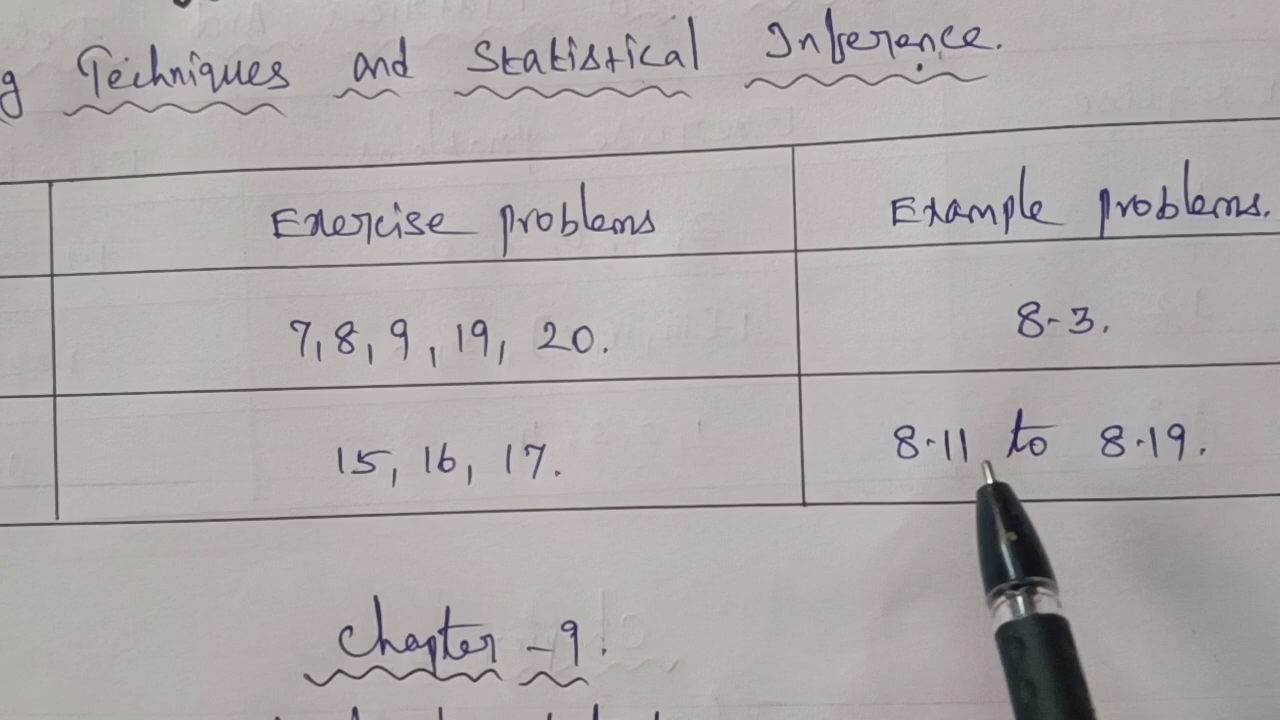 g Techniques and Statistical Inference.
Exercise problems
Example problems.
7, 8, 9, 19, 20.
8-3.
15, 16, 17.
8.11 to 8.19.
Chapter -9.